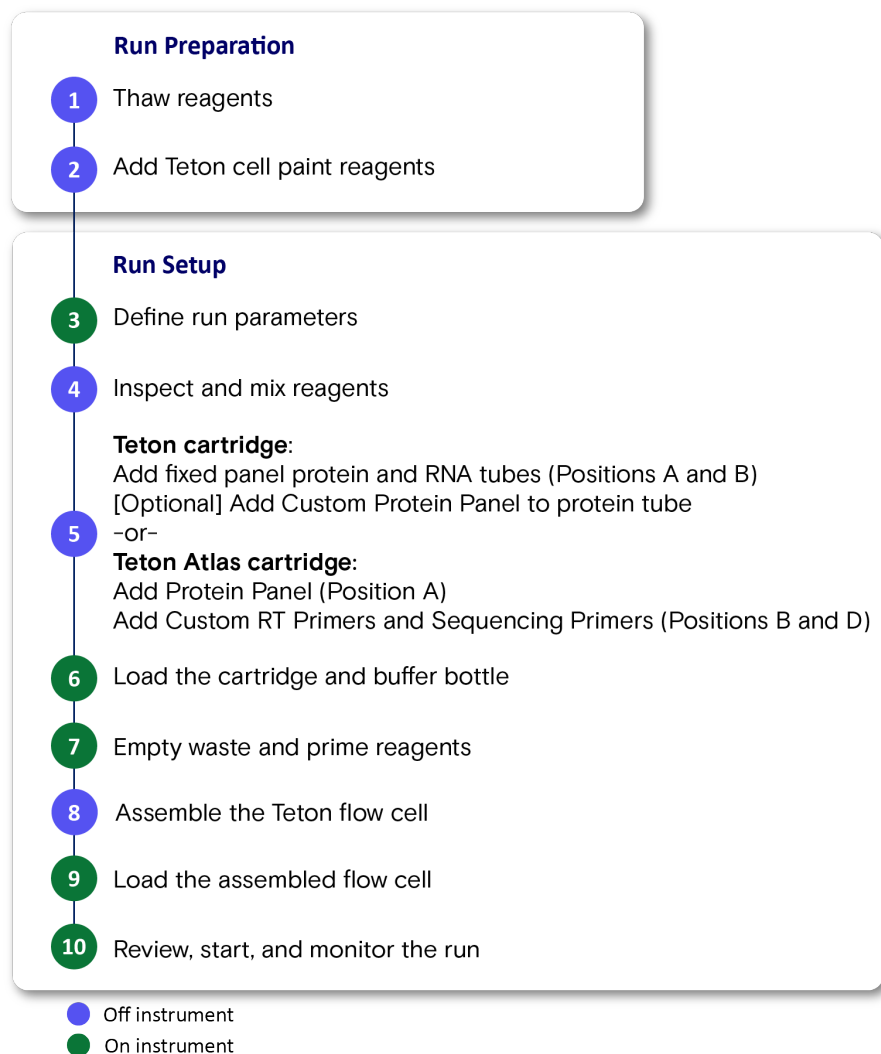 Run Preparation
1 Thaw reagents
2 Add Teton cell paint reagents
Run Setup
3 Define run parameters
4 Inspect and mix reagents
Teton cartridge:
Add fixed panel protein and RNA tubes (Positions A and B)
[Optional] Add Custom Protein Panel to protein tube
5 -or-
Teton Atlas cartridge:
Add Protein Panel (Position A)
Add Custom RT Primers and Sequencing Primers (Positions B and D)
6 Load the cartridge and buffer bottle
7 Empty waste and prime reagents
8 Assemble the Teton flow cell
9 Load the assembled flow cell
10 Review, start, and monitor the run
Off instrument
On instrument